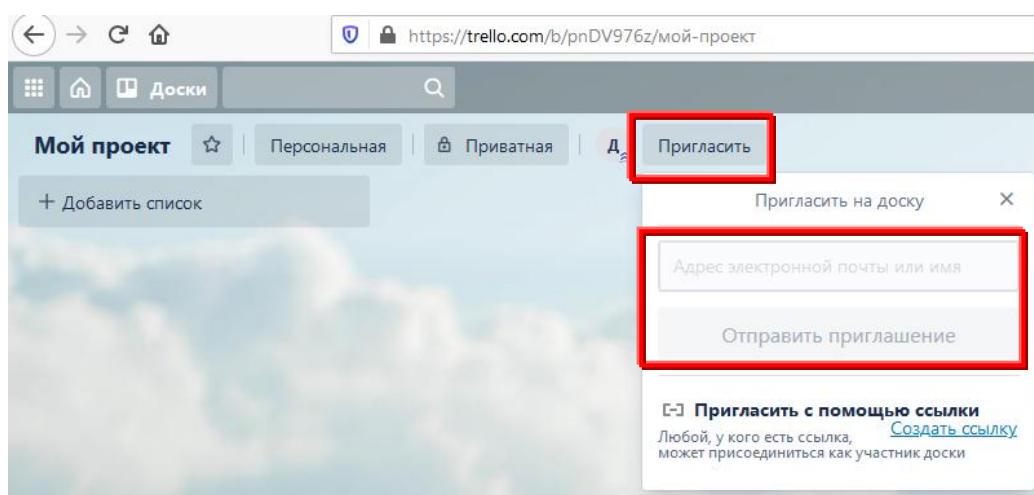 https://trello.com/b/pnDV976z/мой-проект
Доски
Мой проект Персональная Приватная Д Пригласить
+ Добавить список
Пригласить на доску
Адрес электронной почты или имя
Отправить приглашение
Пригласить с помощью ссылки
Любой, у кого есть ссылка, Создать ссылку
может присоединиться как участник доски